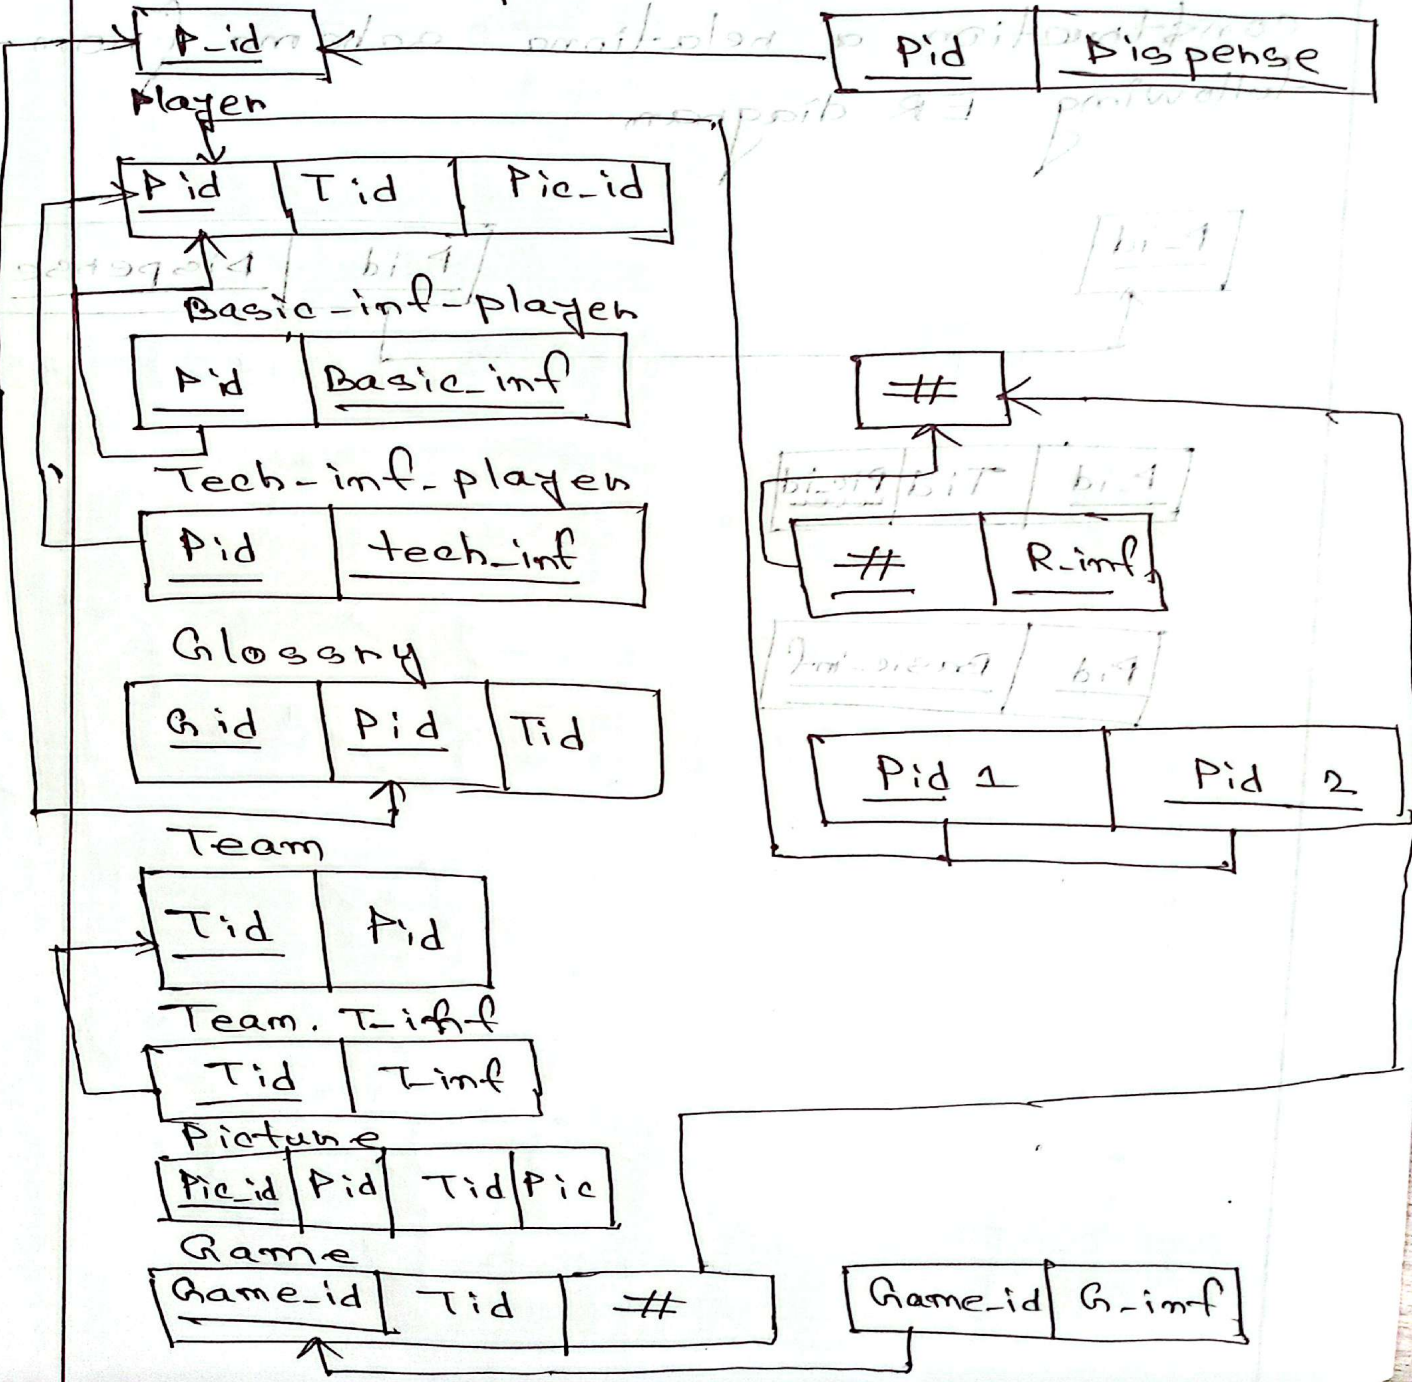 P_id
Pid Dispense
Player
Pid Tid Pic_id
Basic-inf-player
Pid Basic_inf
#
Tech-inf-player
Pid tech_inf
# R_inf
Glossry
Gid Pid Tid
Pid 1 Pid 2
Team
Tid Pid
Team. T_inf
Tid T_inf
Picture
Pic_id Pid Tid Pic
Game
Game_id Tid #
Game_id G_inf